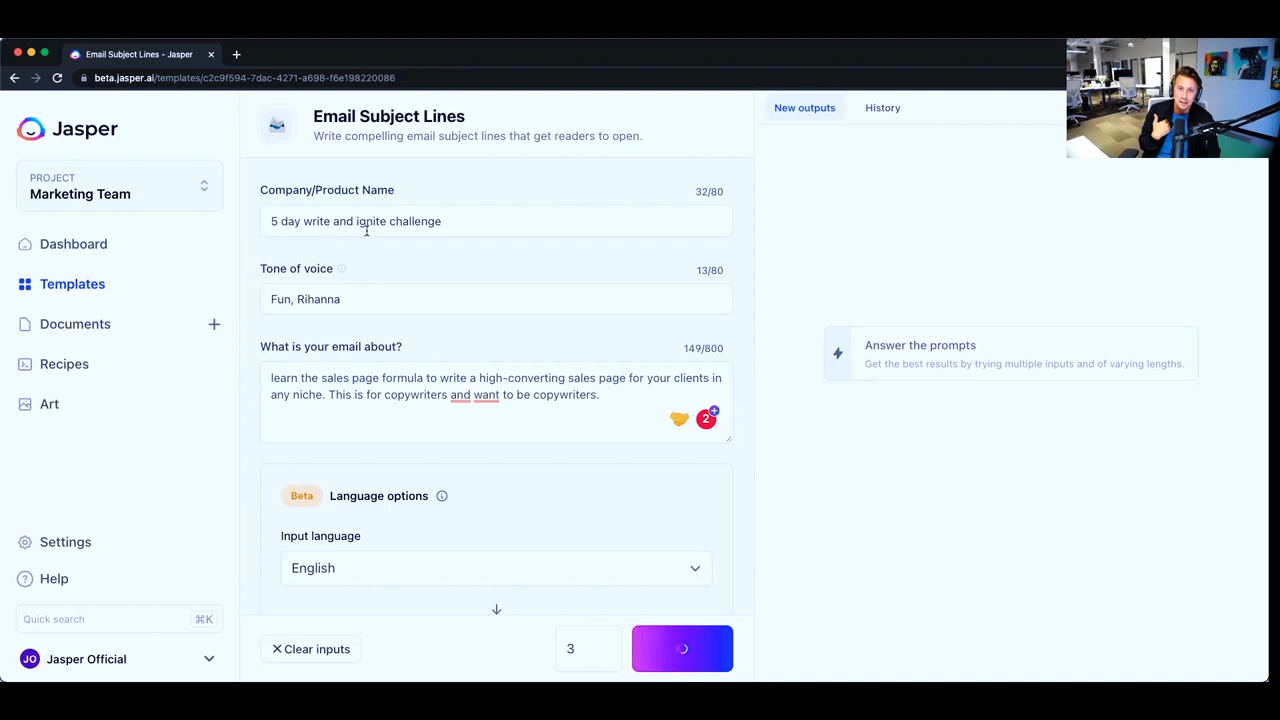 Email Subject Lines - Jasper
beta.jasper.ai/templates/c2c9f594-7dac-4271-a698-f6e198220086
Jasper
PROJECT
Marketing Team
Dashboard
Templates
Documents
Recipes
Art
Settings
Help
Quick search ⌘K
JO Jasper Official
Email Subject Lines
Write compelling email subject lines that get readers to open.
Company/Product Name 32/80
5 day write and ignite challenge
Tone of voice 13/80
Fun, Rihanna
What is your email about? 149/800
learn the sales page formula to write a high-converting sales page for your clients in
any niche. This is for copywriters and want to be copywriters.
2
Beta Language options
Input language
English
Clear inputs
3
New outputs History
Answer the prompts
Get the best results by trying multiple inputs and of varying lengths.